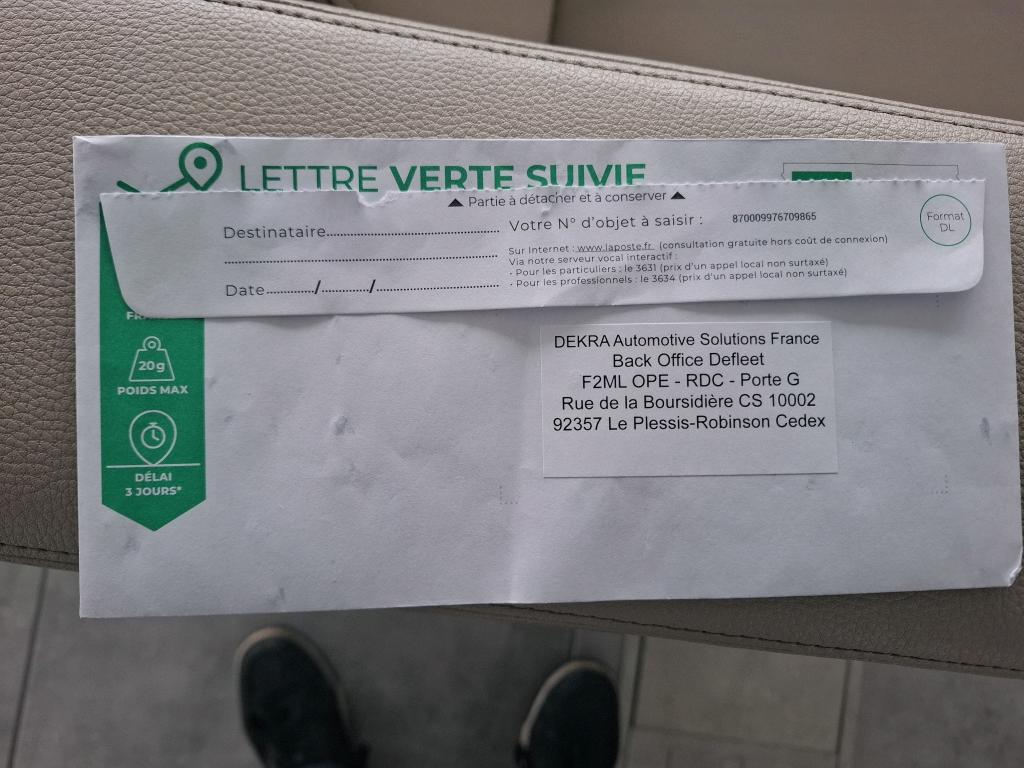 LETTRE VERTE SUIVIE
Partie à détacher et à conserver
Destinataire
Votre N° d'objet à saisir : 870009976709865
Format
DL
Sur Internet : www.laposte.fr (consultation gratuite hors coût de connexion)
Via notre serveur vocal interactif :
• Pour les particuliers : le 3631 (prix d'un appel local non surtaxé)
• Pour les professionnels : le 3634 (prix d'un appel local non surtaxé)
Date........../........../..........
20g
POIDS MAX
DÉLAI
3 JOURS*
DEKRA Automotive Solutions France
Back Office Defleet
F2ML OPE - RDC - Porte G
Rue de la Boursidière CS 10002
92357 Le Plessis-Robinson Cedex